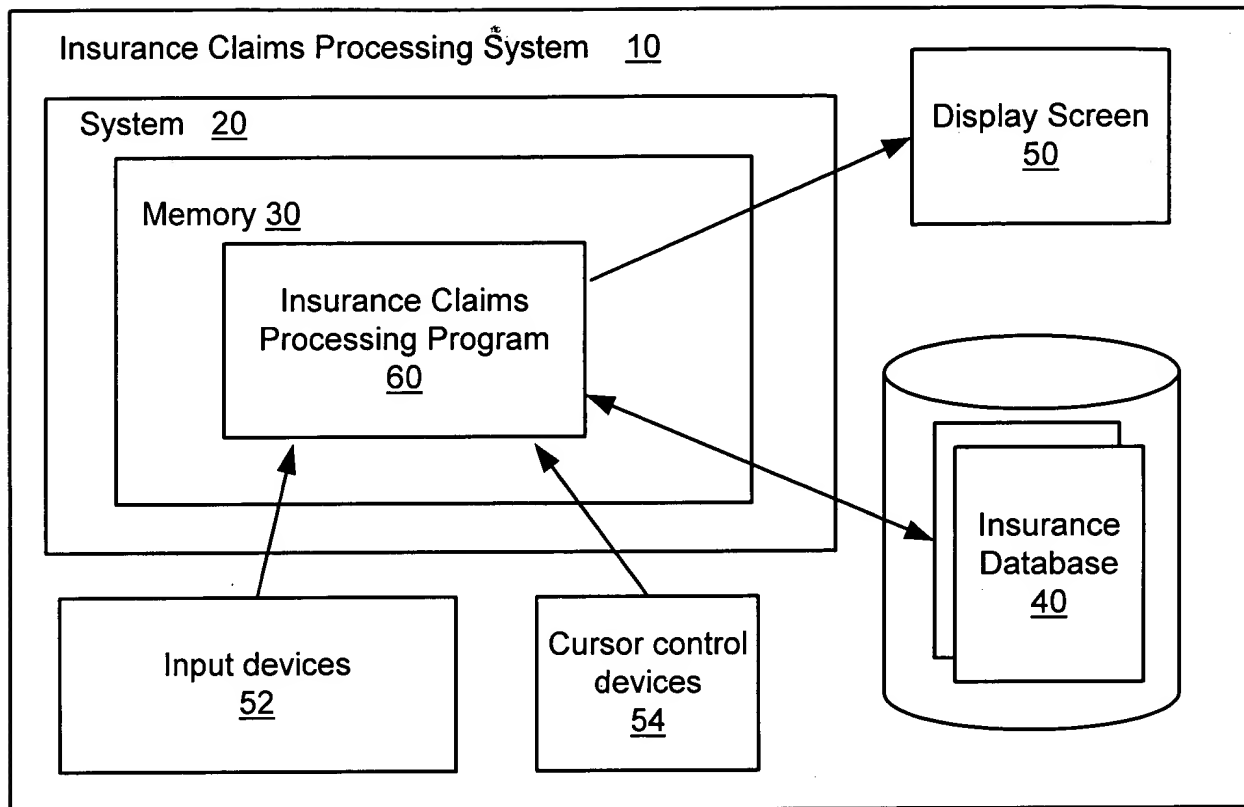 Insurance Claims Processing System 10
System 20
Memory 30
Insurance Claims
Processing Program
60
Display Screen
50
Insurance
Database
40
Input devices
52
Cursor control
devices
54